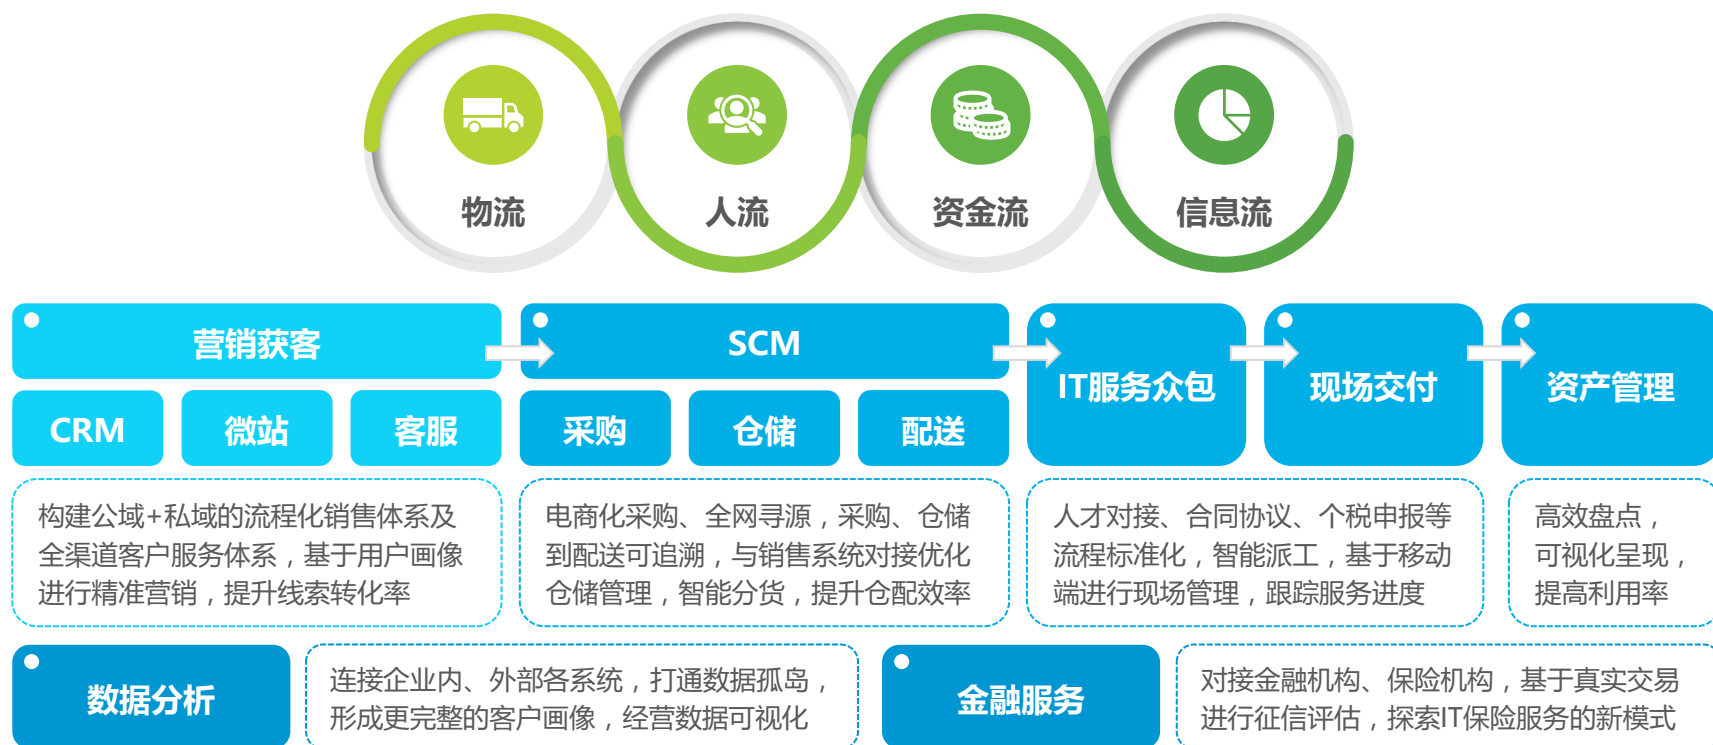 物流
人流
资金流
信息流
营销获客
SCM
IT服务众包
现场交付
资产管理
CRM
微站
客服
采购
仓储
配送
构建公域+私域的流程化销售体系及
全渠道客户服务体系，基于用户画像
进行精准营销，提升线索转化率
电商化采购、全网寻源，采购、仓储
到配送可追溯，与销售系统对接优化
仓储管理，智能分货，提升仓配效率
人才对接、合同协议、个税申报等
流程标准化，智能派工，基于移动
端进行现场管理，跟踪服务进度
高效盘点，
可视化呈现，
提高利用率
数据分析
连接企业内、外部各系统，打通数据孤岛，
形成更完整的客户画像，经营数据可视化
金融服务
对接金融机构、保险机构，基于真实交易
进行征信评估，探索IT保险服务的新模式